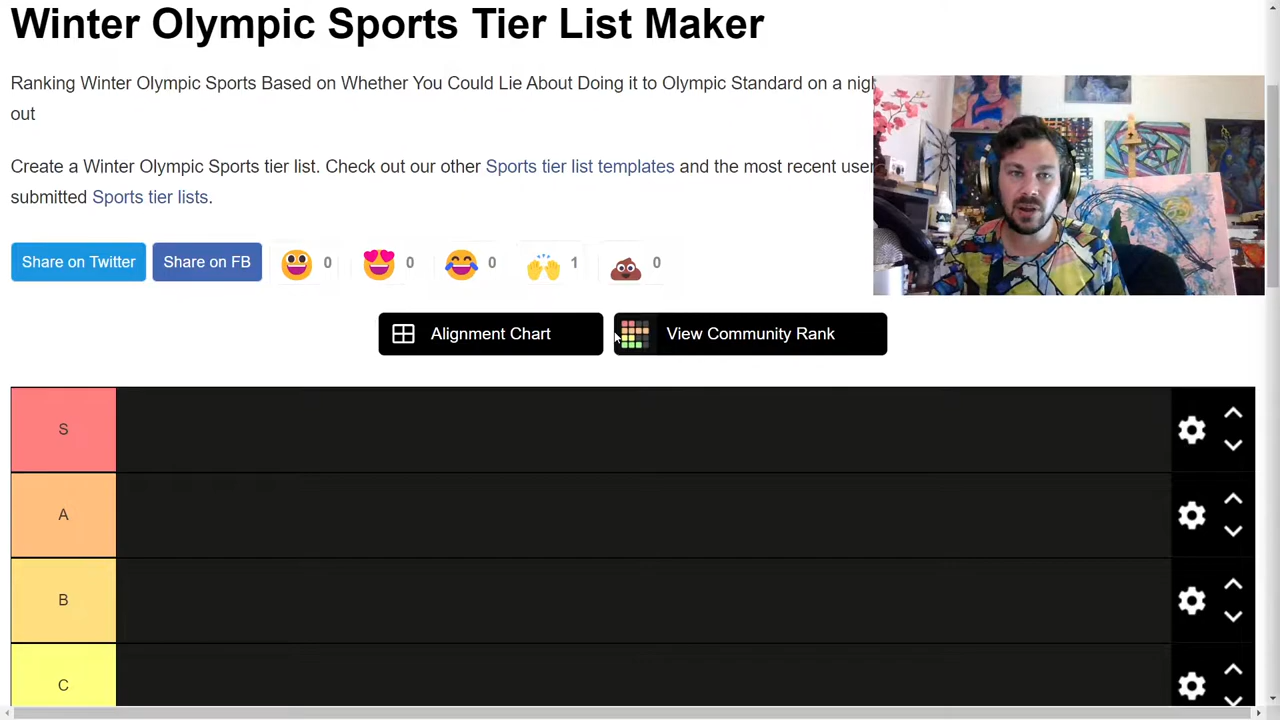 Winter Olympic Sports Tier List Maker
Ranking Winter Olympic Sports Based on Whether You Could Lie About Doing it to Olympic Standard on a
out
Create a Winter Olympic Sports tier list. Check out our other Sports tier list templates and the most recent user
submitted Sports tier lists.
Share on Twitter Share on FB 0 0 0 1 0
Alignment Chart View Community Rank
S
A
B
C